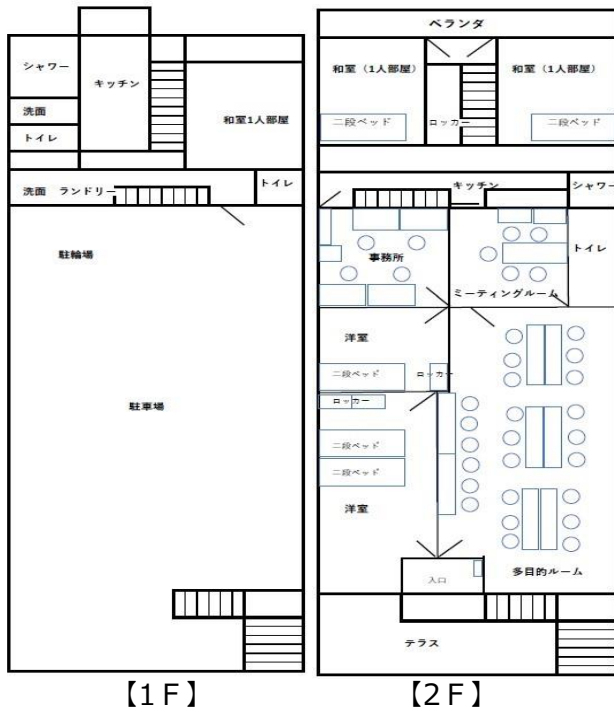 シャワー
キッチン
洗面
トイレ
和室1人部屋
洗面 ランドリー
トイレ
駐輪場
駐車場
【1F】
ベランダ
和室（1人部屋）
和室（1人部屋）
二段ベッド
ロッカー
二段ベッド
キッチン
シャワー
事務所
トイレ
ミーティングルーム
洋室
二段ベッド
ロッカー
ロッカー
二段ベッド
二段ベッド
洋室
入口
多目的ルーム
テラス
【2F】